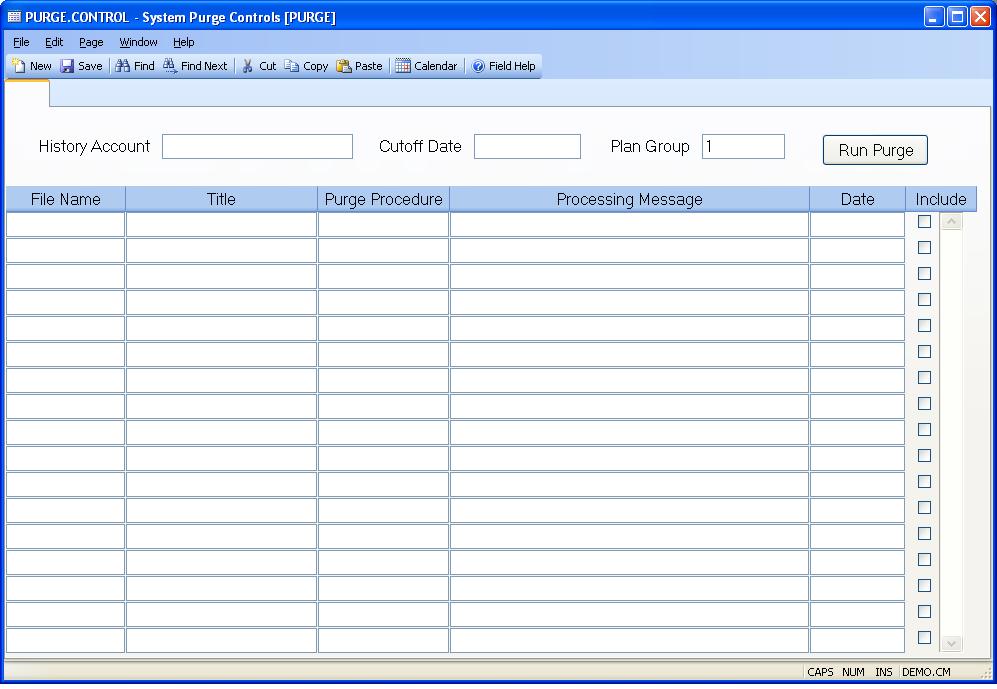 PURGE.CONTROL - System Purge Controls [PURGE]
File Edit Page Window Help
New Save Find Find Next Cut Copy Paste Calendar Field Help
History Account Cutoff Date Plan Group 1 Run Purge
File Name Title Purge Procedure Processing Message Date Include
CAPS NUM INS DEMO.CM